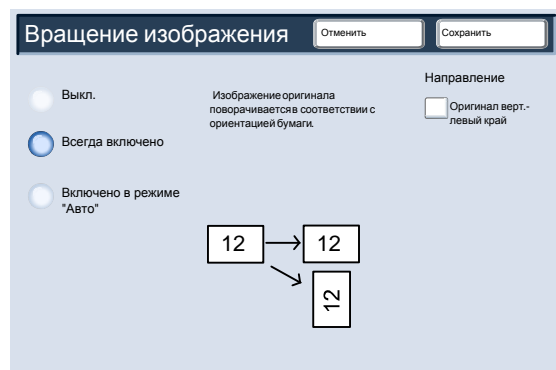 Вращение изображения
Отменить
Сохранить
Выкл.
Всегда включено
Включено в режиме
"Авто"
Изображение оригинала
поворачивается в соответствии с
ориентацией бумаги.
Направление
Оригинал верт.-
левый край
12
12
12